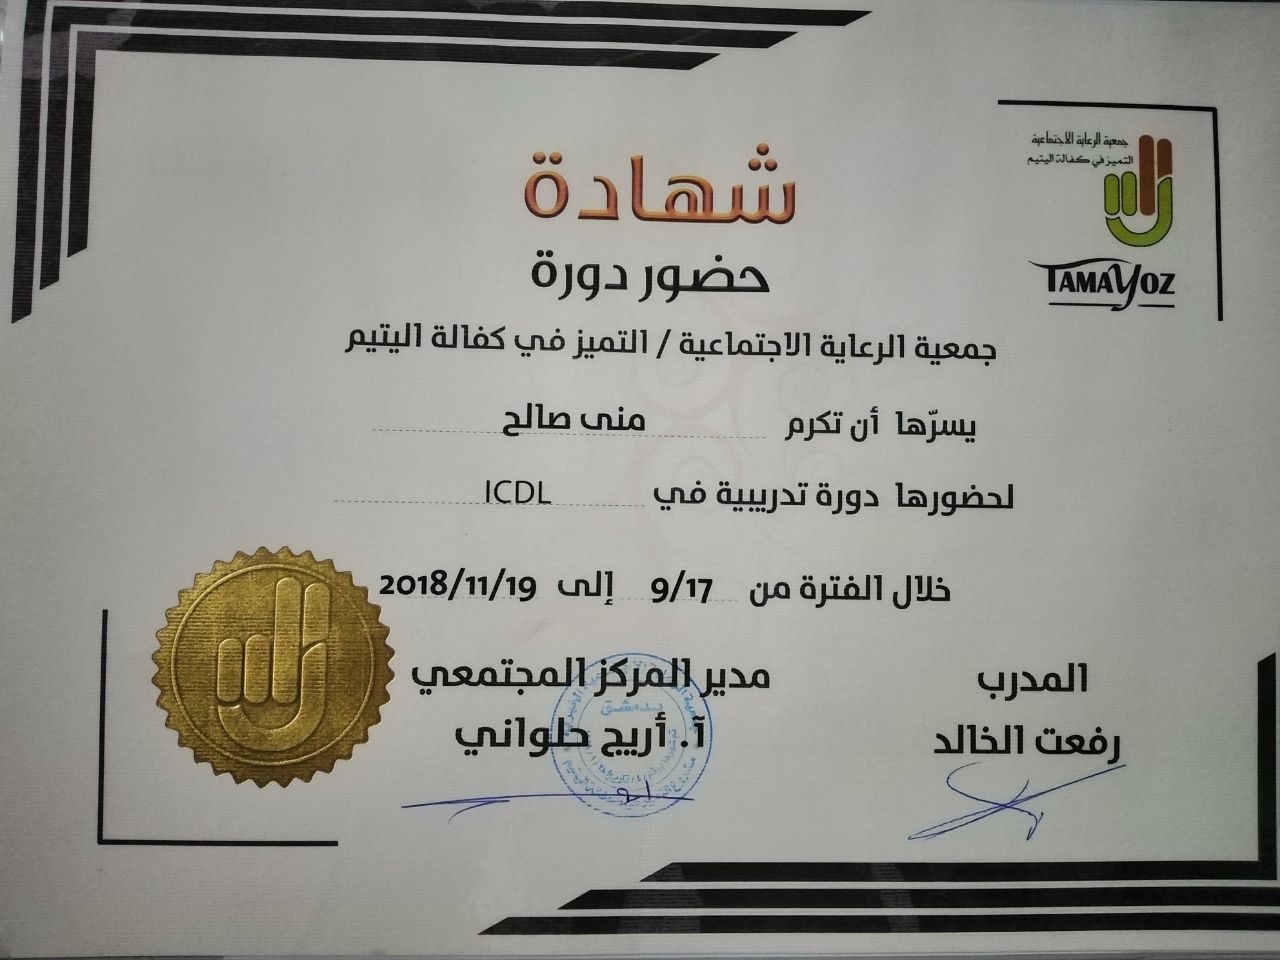 جمعية الرعاية الاجتماعية
التميز في كفالة اليتيم
TAMAYOZ
شهادة
حضور دورة
جمعية الرعاية الاجتماعية / التميز في كفالة اليتيم
يسرّها أن تكرم منى صالح
لحضورها دورة تدريبية في ICDL
خلال الفترة من 9/17 إلى 2018/11/19
المدرب
رفعت الخالد
مدير المركز المجتمعي
آ. أريج حلواني
بدمشق